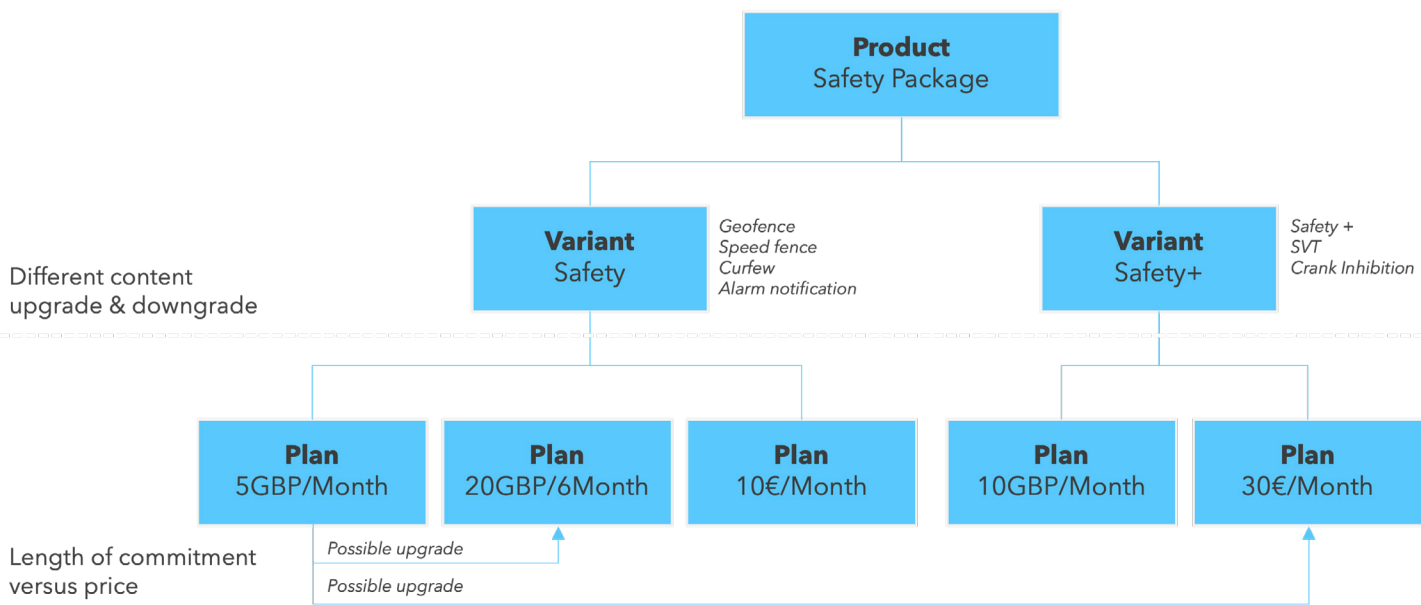 Product
Safety Package
Variant
Safety
Geofence
Speed fence
Curfew
Alarm notification
Variant
Safety+
Safety +
SVT
Crank Inhibition
Different content
upgrade & downgrade
Plan
5GBP/Month
Plan
20GBP/6Month
Plan
10€/Month
Plan
10GBP/Month
Plan
30€/Month
Possible upgrade
Possible upgrade
Length of commitment
versus price